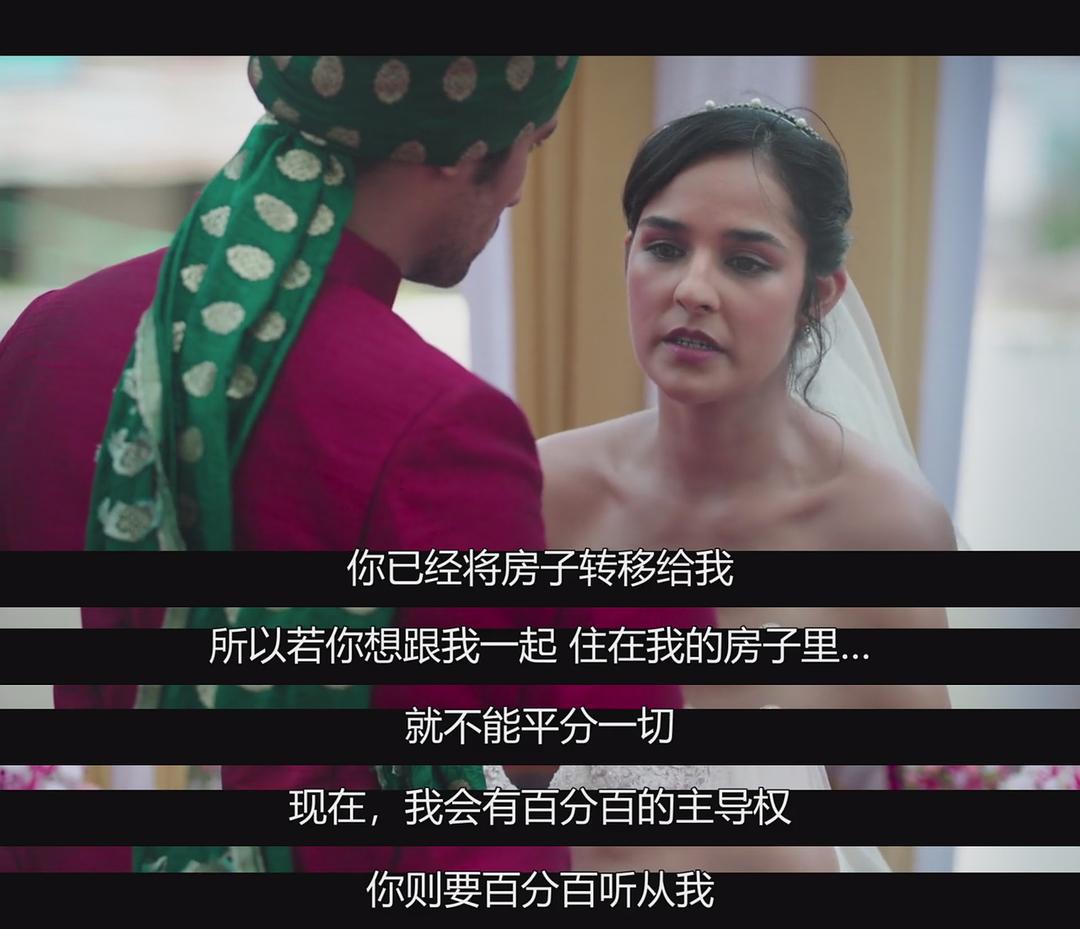 你已经将房子转移给我
所以若你想跟我一起 住在我的房子里...
就不能平分一切
现在，我会有百分百的主导权
你则要百分百听从我